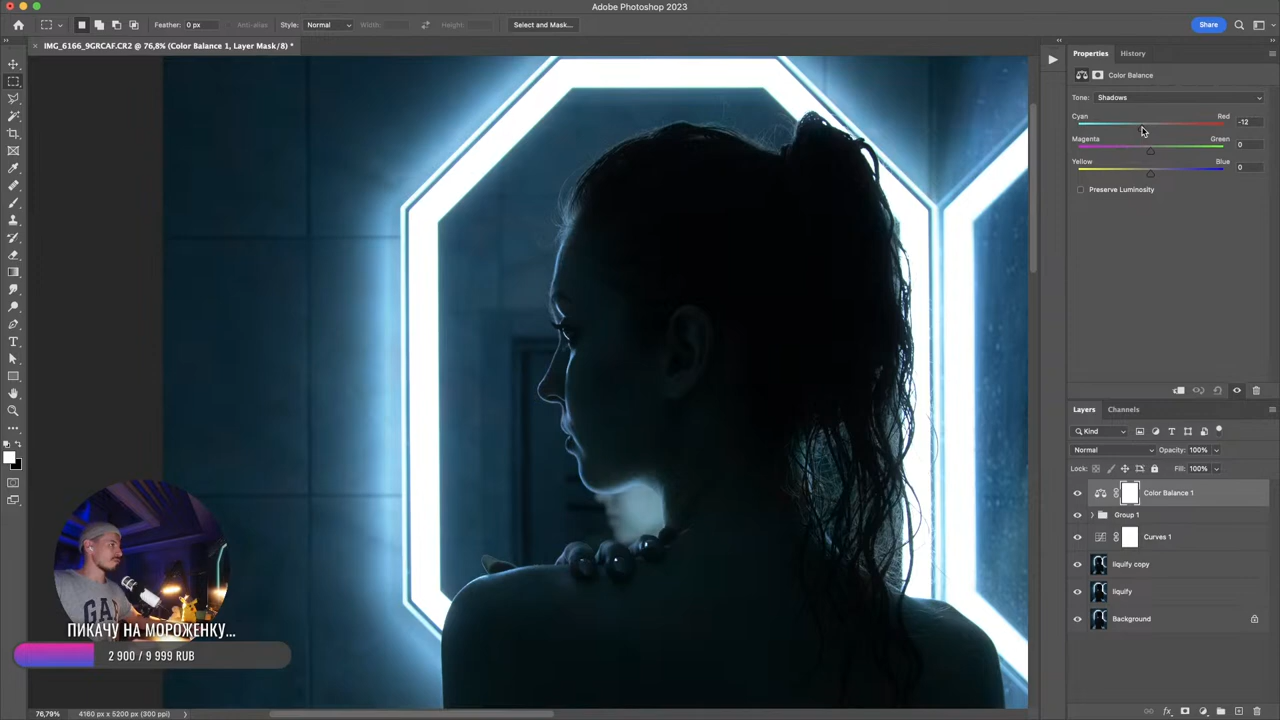 Adobe Photoshop 2023
Feather: 0 px
Anti-alias
Style: Normal
Width:
Height:
Select and Mask...
Share
× IMG_6166_9GRCAF.CR2 @ 76,8% (Color Balance 1, Layer Mask/8) *
Properties
History
Color Balance
Tone: Shadows
Cyan
Red
-12
Magenta
Green
0
Yellow
Blue
0
Preserve Luminosity
Layers
Channels
Kind
Normal
Opacity: 100%
Lock:
Fill: 100%
Color Balance 1
Group 1
Curves 1
liquify copy
liquify
Background
GA
ПИКАЧУ НА МОРОЖЕНКУ...
2 900 / 9 999 RUB
76,79%
4160 px x 5200 px (300 ppi)